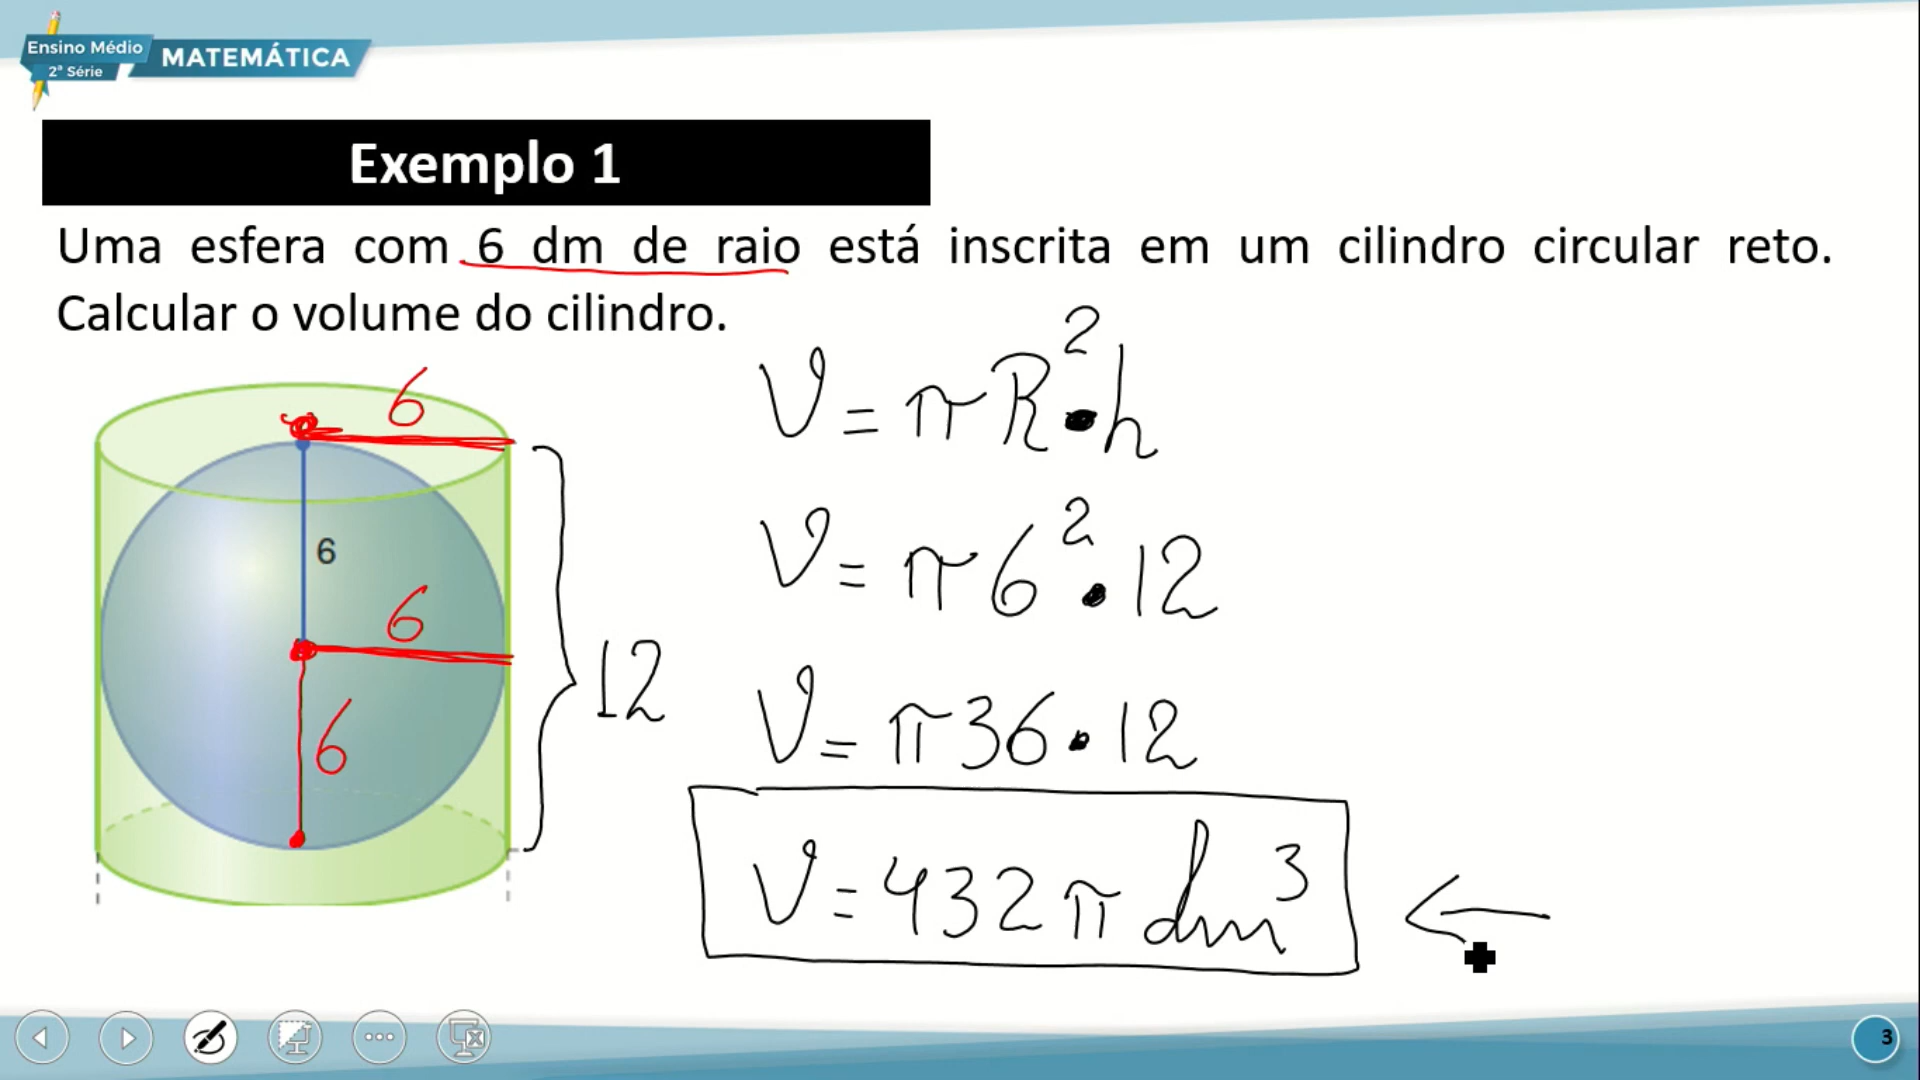 Ensino Médio
2ª Série
MATEMÁTICA
Exemplo 1
Uma esfera com 6 dm de raio está inscrita em um cilindro circular reto.
Calcular o volume do cilindro.
6
6
6
6
12
V = πR²•h
V = π6²•12
V = π36•12
V = 432π dm³
3